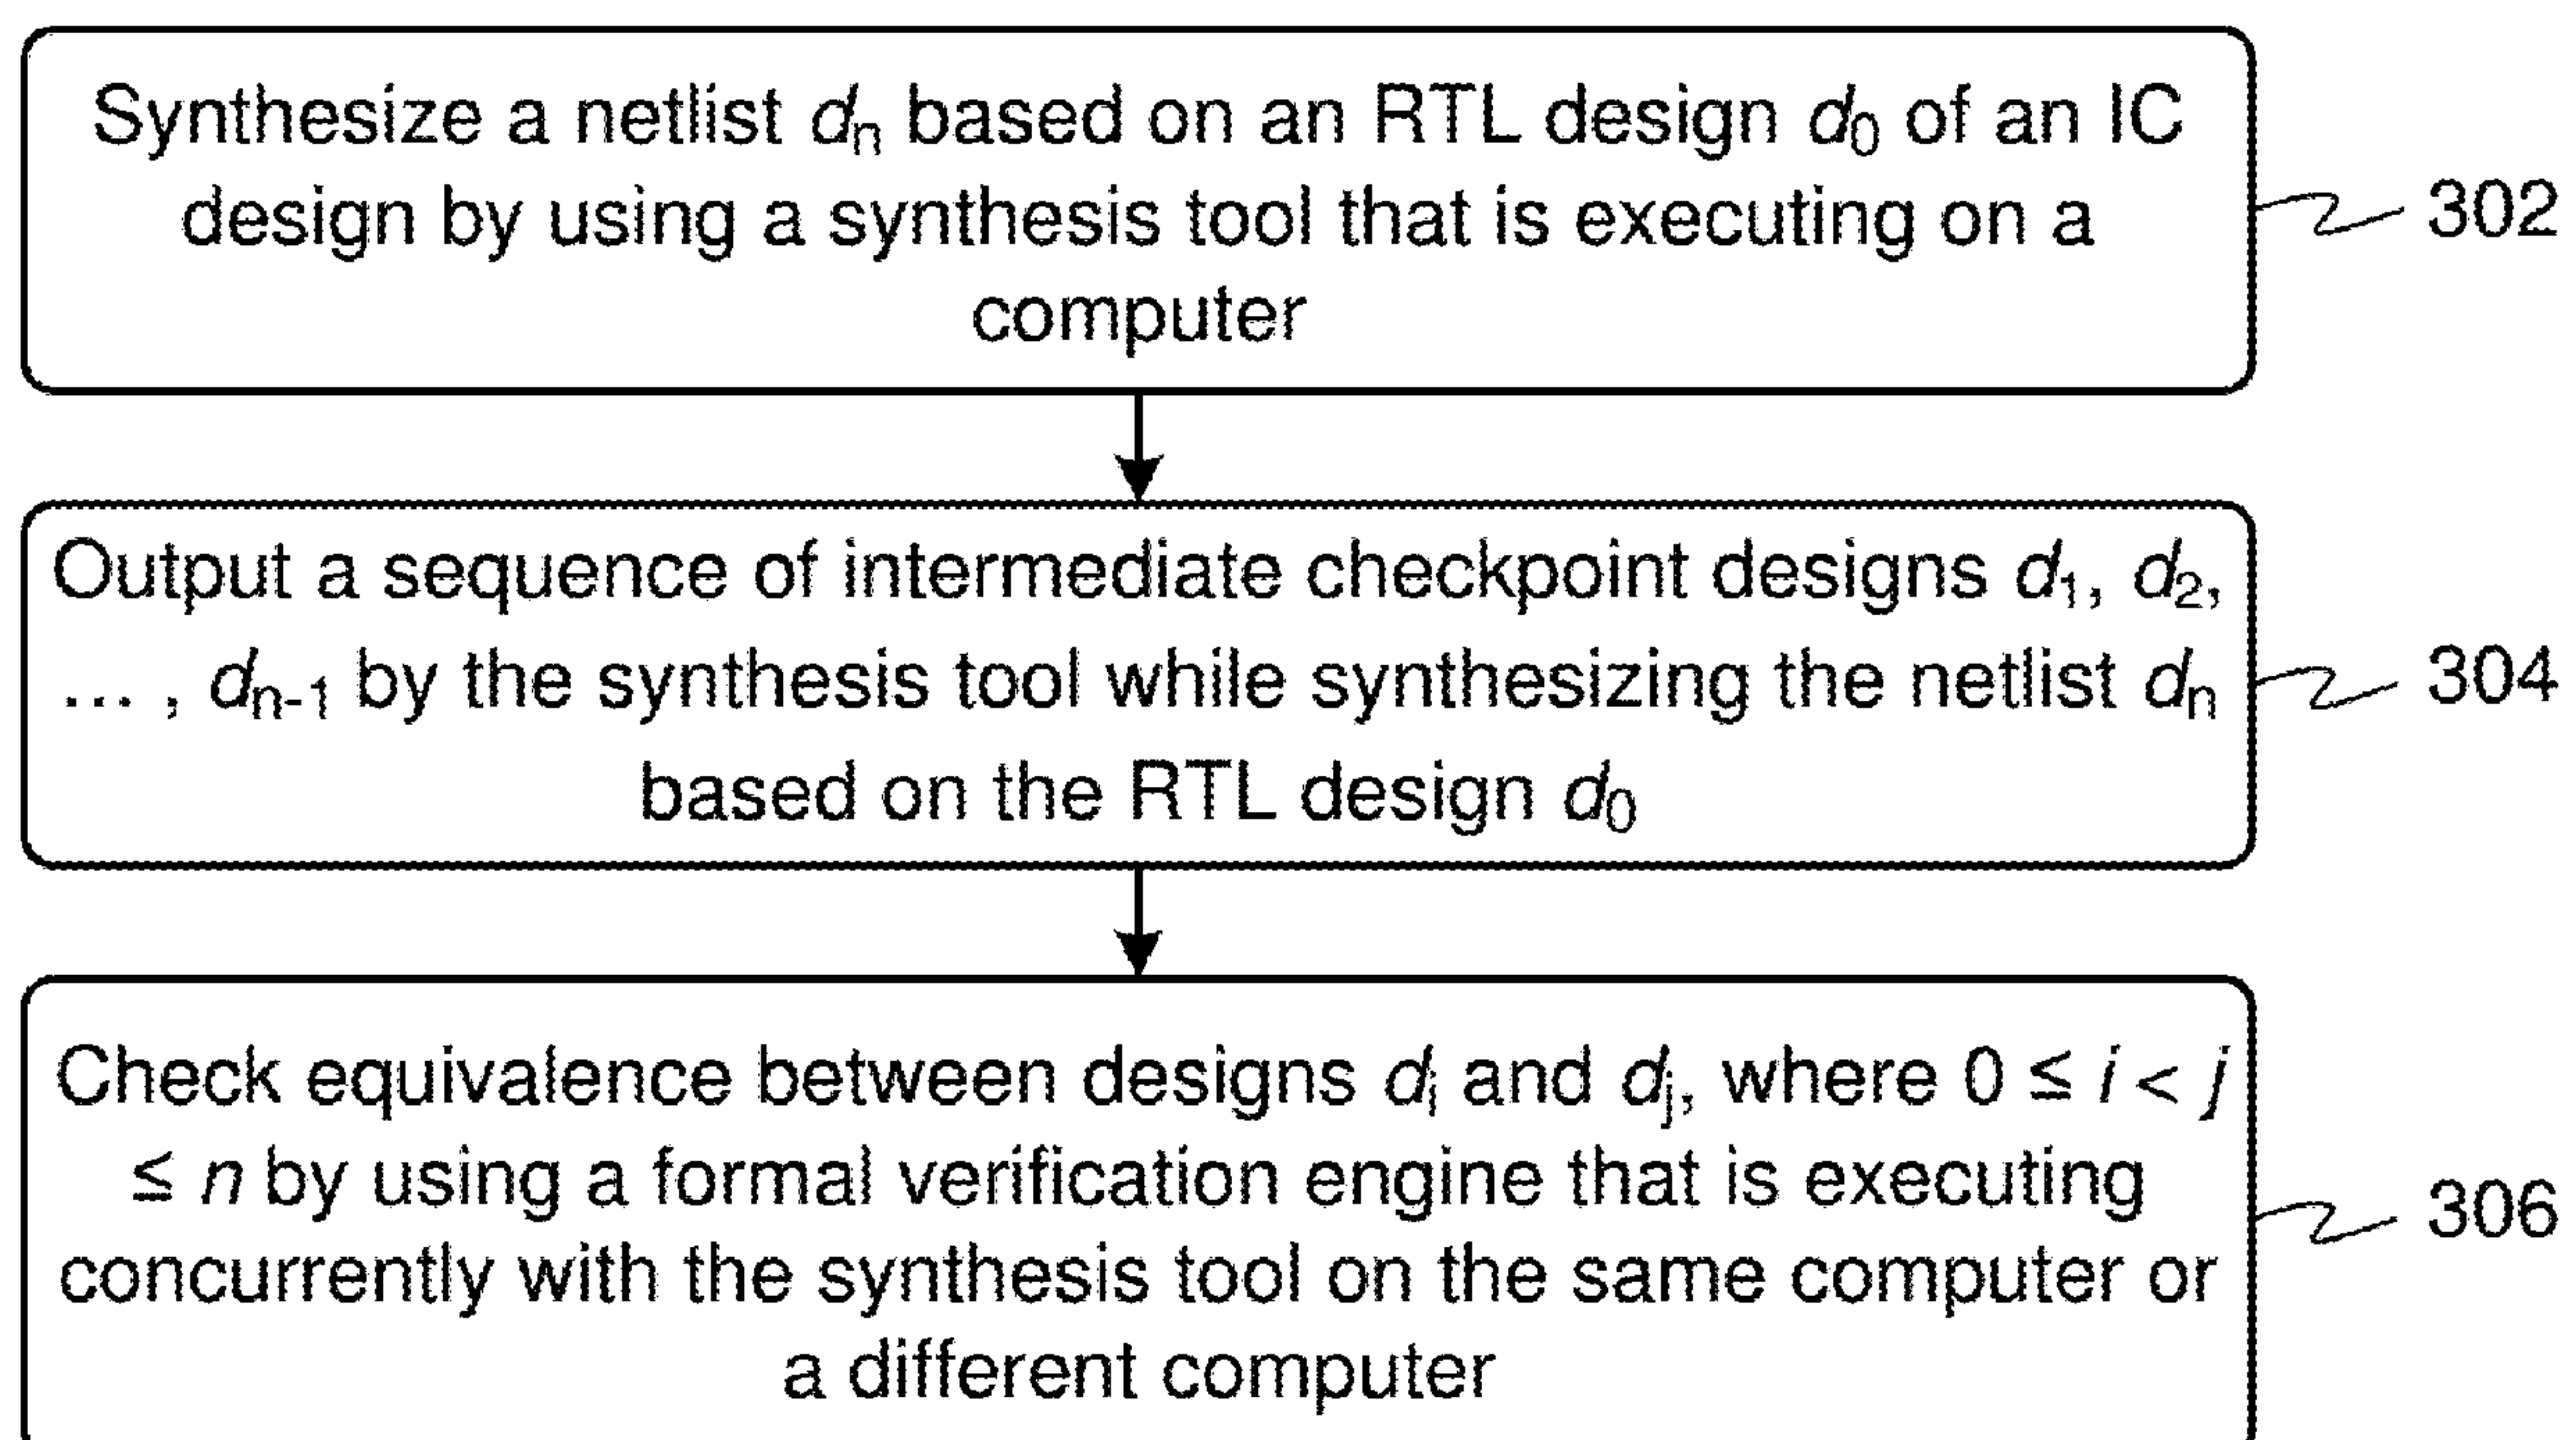 Synthesize a netlist dn based on an RTL design d0 of an IC
design by using a synthesis tool that is executing on a
computer
302
Output a sequence of intermediate checkpoint designs d1, d2,
... , dn-1 by the synthesis tool while synthesizing the netlist dn
based on the RTL design d0
304
Check equivalence between designs di and dj, where 0 ≤ i < j
≤ n by using a formal verification engine that is executing
concurrently with the synthesis tool on the same computer or
a different computer
306